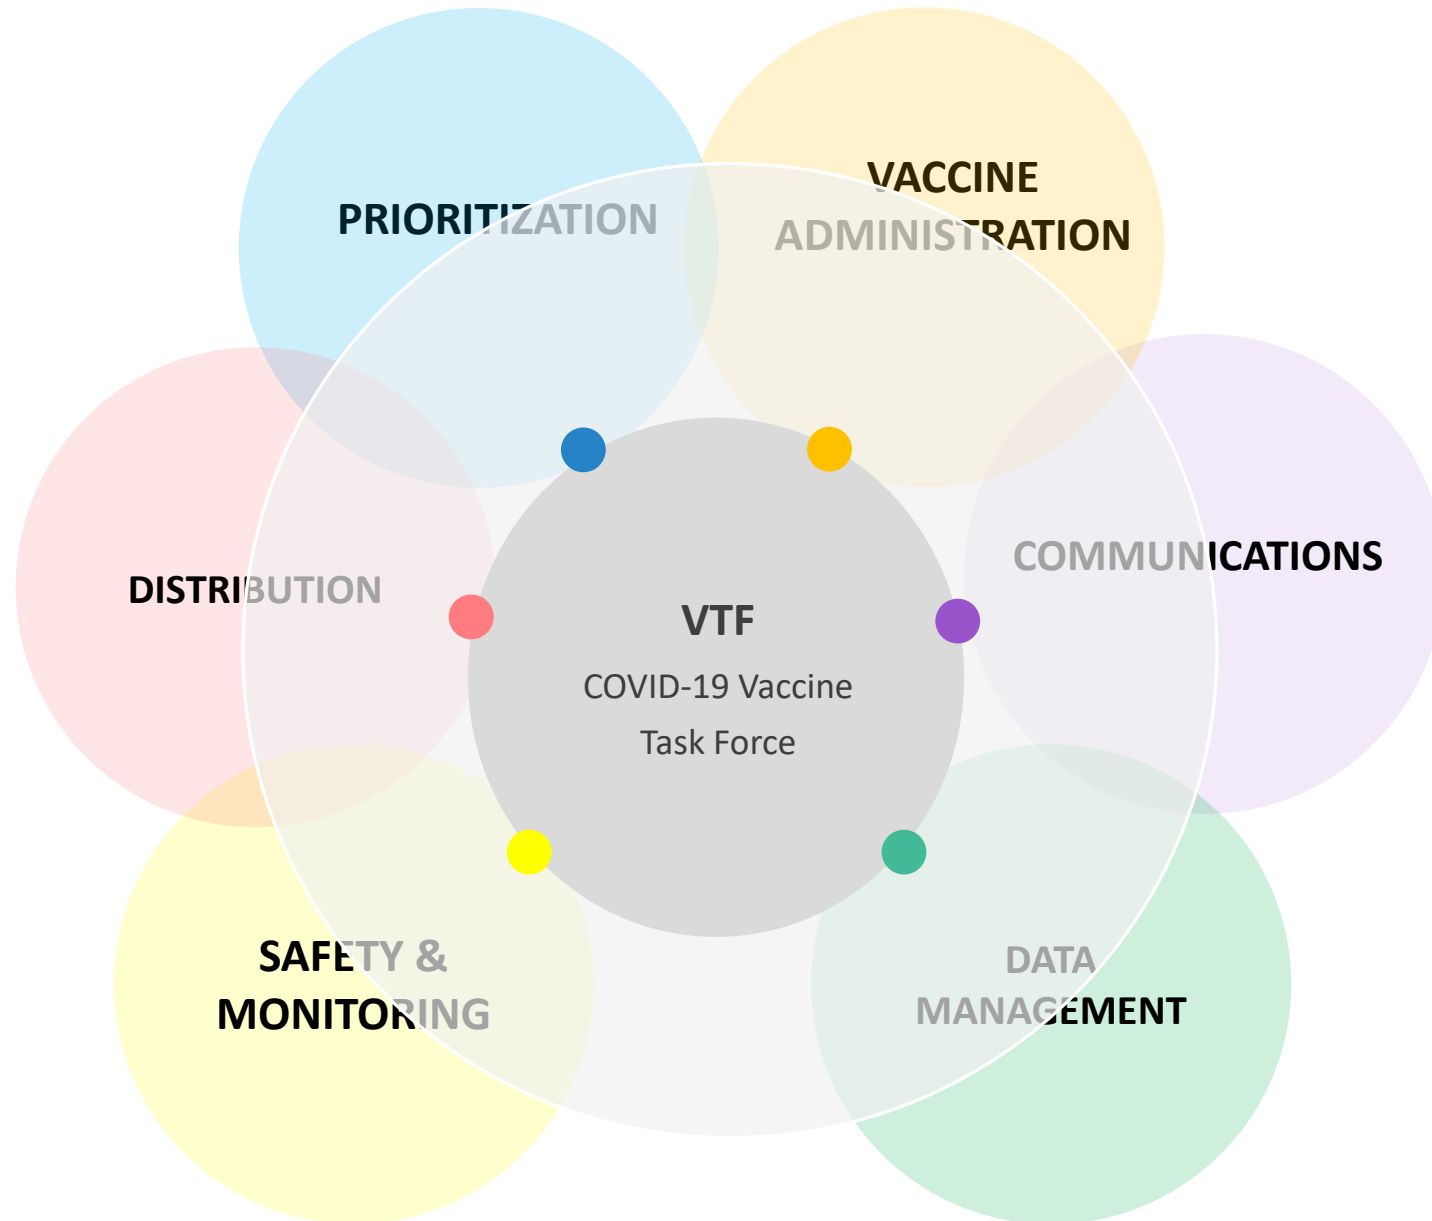 PRIORITIZATION
VACCINE
ADMINISTRATION
COMMUNICATIONS
DISTRIBUTION
VTF
COVID-19 Vaccine
Task Force
SAFETY &
MONITORING
DATA
MANAGEMENT